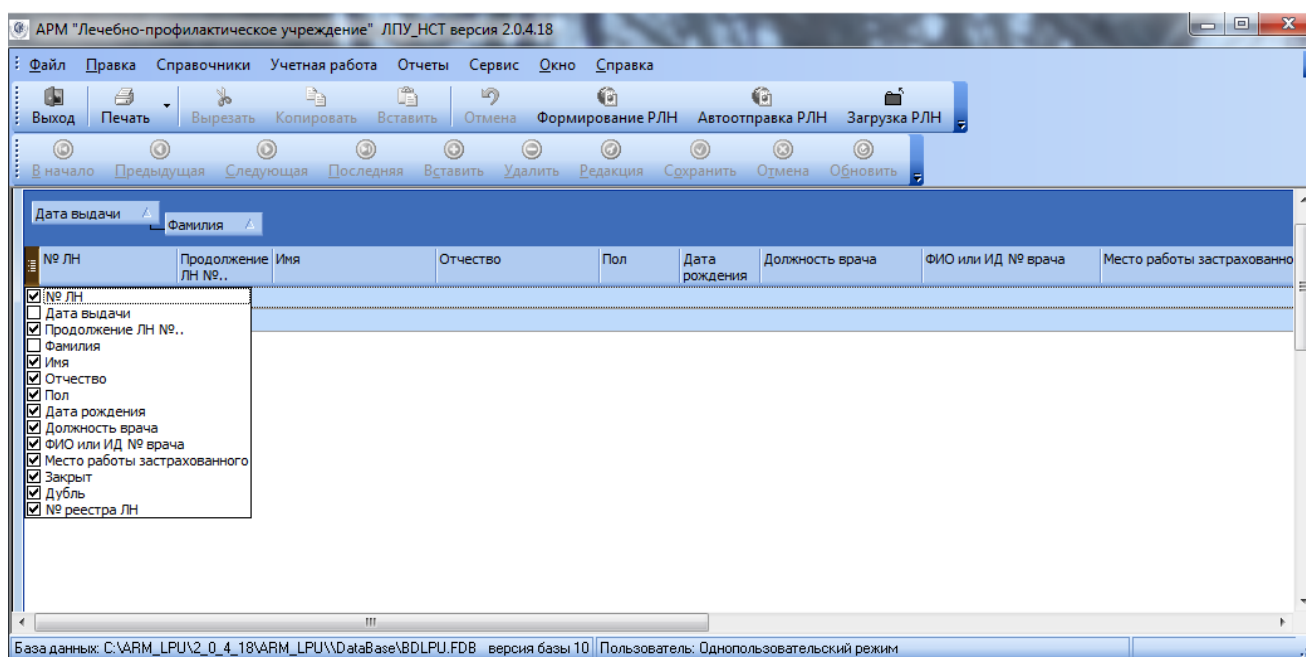 АРМ "Лечебно-профилактическое учреждение" ЛПУ_НСТ версия 2.0.4.18
Файл Правка Справочники Учетная работа Отчеты Сервис Окно Справка
Выход Печать Вырезать Копировать Вставить Отмена Формирование РЛН Автоотправка РЛН Загрузка РЛН
В начало Предыдущая Следующая Последняя Вставить Удалить Редакция Сохранить Отмена Обновить
Дата выдачи
Фамилия
№ ЛН Продолжение ЛН №.. Имя Отчество Пол Дата рождения Должность врача ФИО или ИД № врача Место работы застрахованно
№ ЛН
Дата выдачи
Продолжение ЛН №..
Фамилия
Имя
Отчество
Пол
Дата рождения
Должность врача
ФИО или ИД № врача
Место работы застрахованного
Закрыт
Дубль
№ реестра ЛН
База данных: C:\ARM_LPU\2_0_4_18\ARM_LPU\\DataBase\BDLPU.FDB версия базы 10 Пользователь: Однопользовательский режим